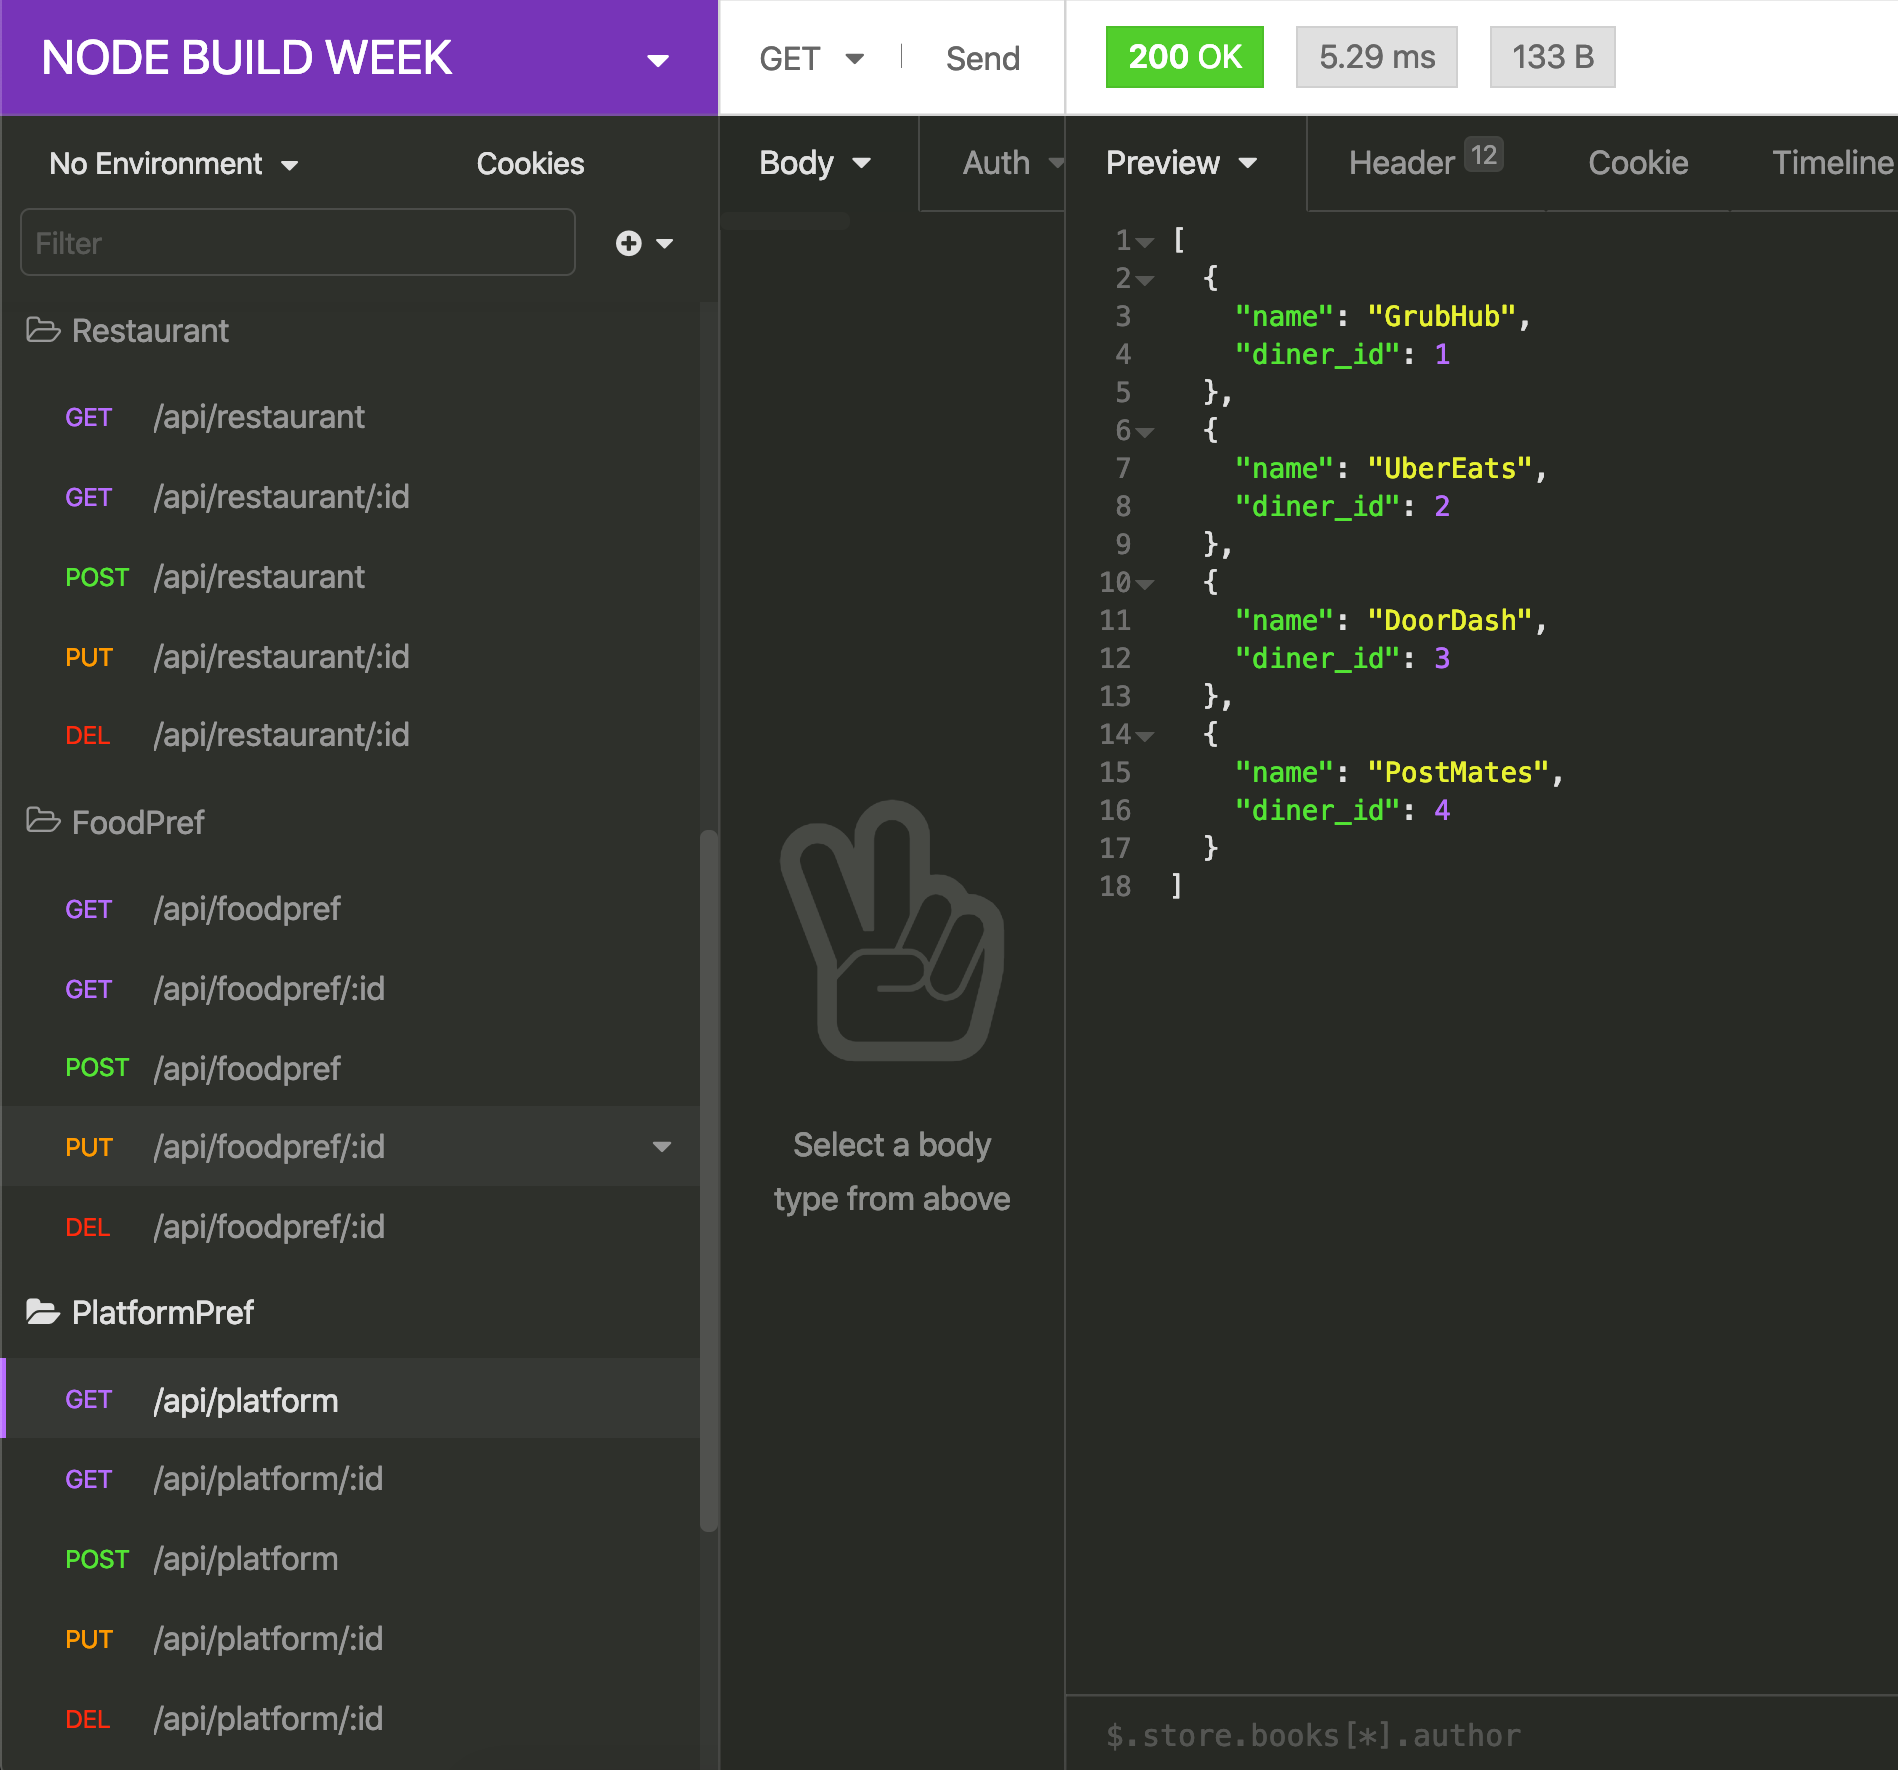 NODE BUILD WEEK
No Environment
Cookies
Filter
Restaurant
GET /api/restaurant
GET /api/restaurant/:id
POST /api/restaurant
PUT /api/restaurant/:id
DEL /api/restaurant/:id
FoodPref
GET /api/foodpref
GET /api/foodpref/:id
POST /api/foodpref
PUT /api/foodpref/:id
DEL /api/foodpref/:id
PlatformPref
GET /api/platform
GET /api/platform/:id
POST /api/platform
PUT /api/platform/:id
DEL /api/platform/:id
GET Send
Body Auth
Select a body
type from above
200 OK 5.29 ms 133 B
Preview Header 12 Cookie Timeline
1 [
2 {
3 "name": "GrubHub",
4 "diner_id": 1
5 },
6 {
7 "name": "UberEats",
8 "diner_id": 2
9 },
10 {
11 "name": "DoorDash",
12 "diner_id": 3
13 },
14 {
15 "name": "PostMates",
16 "diner_id": 4
17 }
18 ]
$.store.books[*].author